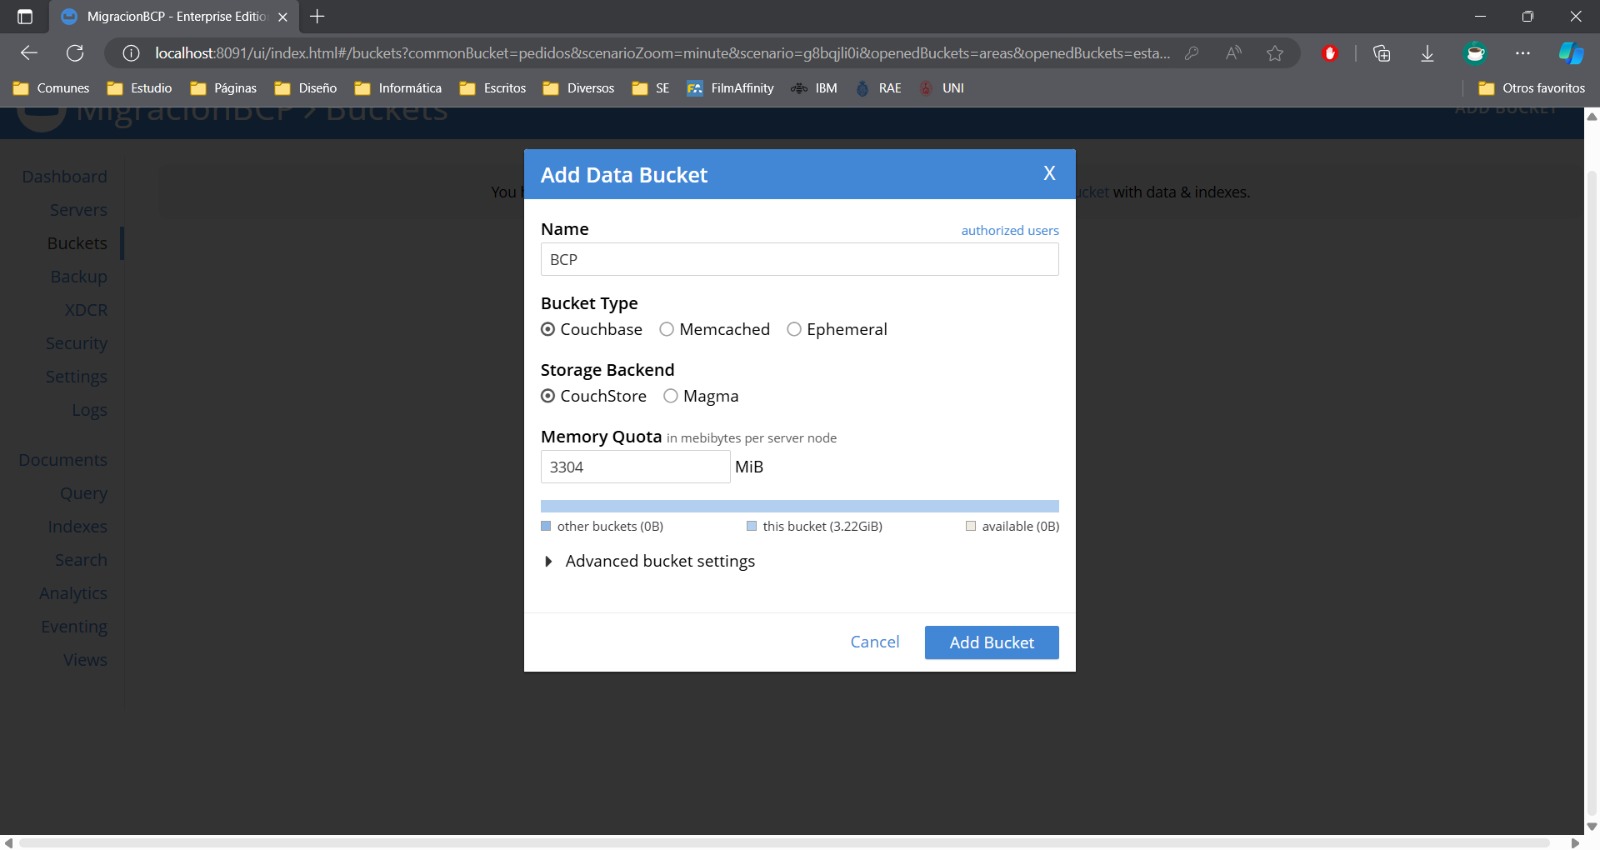 MigracionBCP - Enterprise Editio
localhost:8091/ui/index.html#/buckets?commonBucket=pedidos&scenarioZoom=minute&scenario=g8bqjli0i&openedBuckets=areas&openedBuckets=esta...
Comunes Estudio Páginas Diseño Informática Escritos Diversos SE FilmAffinity IBM RAE UNI Otros favoritos
MigracionBCP > Buckets ADD BUCKET
Dashboard
Servers
Buckets
Backup
XDCR
Security
Settings
Logs
Documents
Query
Indexes
Search
Analytics
Eventing
Views
You
ucket with data & indexes.
Add Data Bucket X
Name authorized users
BCP
Bucket Type
Couchbase Memcached Ephemeral
Storage Backend
CouchStore Magma
Memory Quota in mebibytes per server node
3304 MiB
other buckets (0B) this bucket (3.22GiB) available (0B)
Advanced bucket settings
Cancel Add Bucket